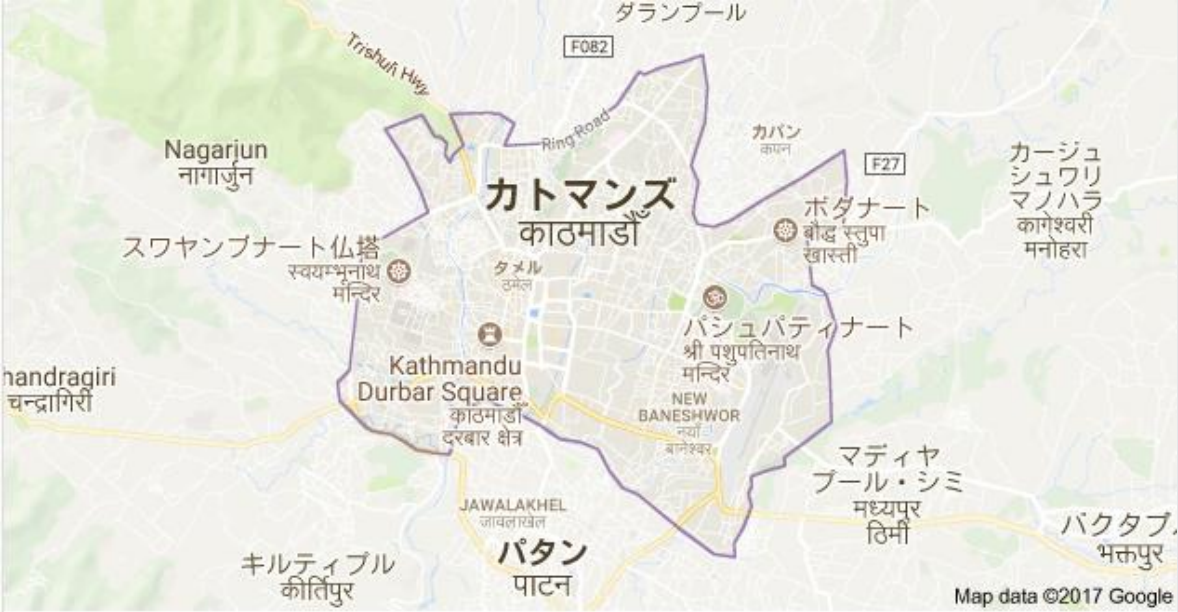 ダランプール
F082
Trishuli Hwy
Ring Road
Nagarjun
नागार्जुन
カパン
कपन
F27
カージュ
シュワリ
マノハラ
कागेश्वरी
मनोहरा
カトマンズ
काठमाडौँ
ボダナート
बौद्ध स्तुपा
खास्ती
スワヤンブナート仏塔
स्वयम्भूनाथ
मन्दिर
タメル
ठमेल
パシュパティナート
श्री पशुपतिनाथ
मन्दिर
Kathmandu
Durbar Square
काठमाडौँ
दरबार क्षेत्र
handragiri
चन्द्रागिरी
NEW
BANESHWOR
नयाँ
बानेश्वर
マディヤ
プール・シミ
मध्यपुर
ठिमी
JAWALAKHEL
जावलाखेल
パタン
पाटन
バクタプ
भक्तपुर
キルティプル
कीर्तिपुर
Map data ©2017 Google